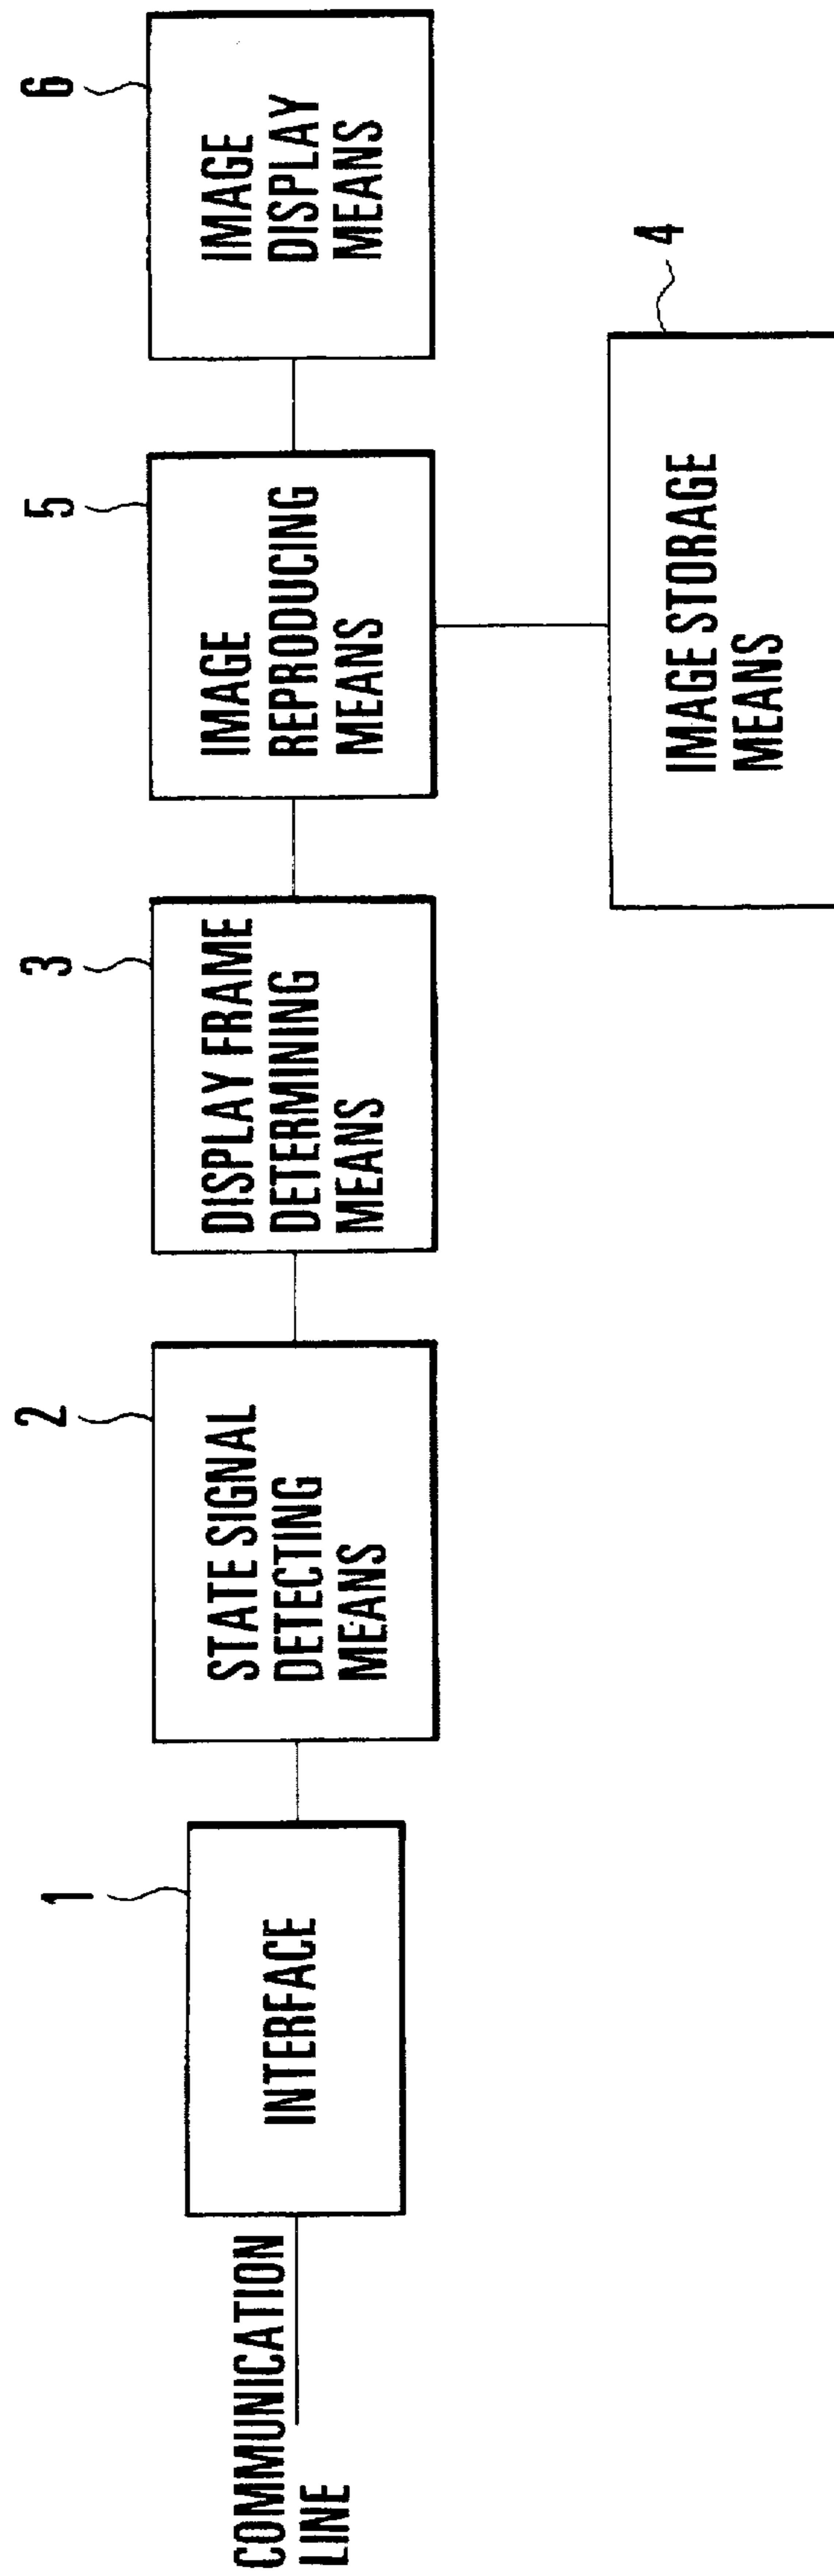 COMMUNICATION
LINE
1
INTERFACE
2
STATE SIGNAL
DETECTING
MEANS
3
DISPLAY FRAME
DETERMINING
MEANS
5
IMAGE
REPRODUCING
MEANS
6
IMAGE
DISPLAY
MEANS
4
IMAGE STORAGE
MEANS